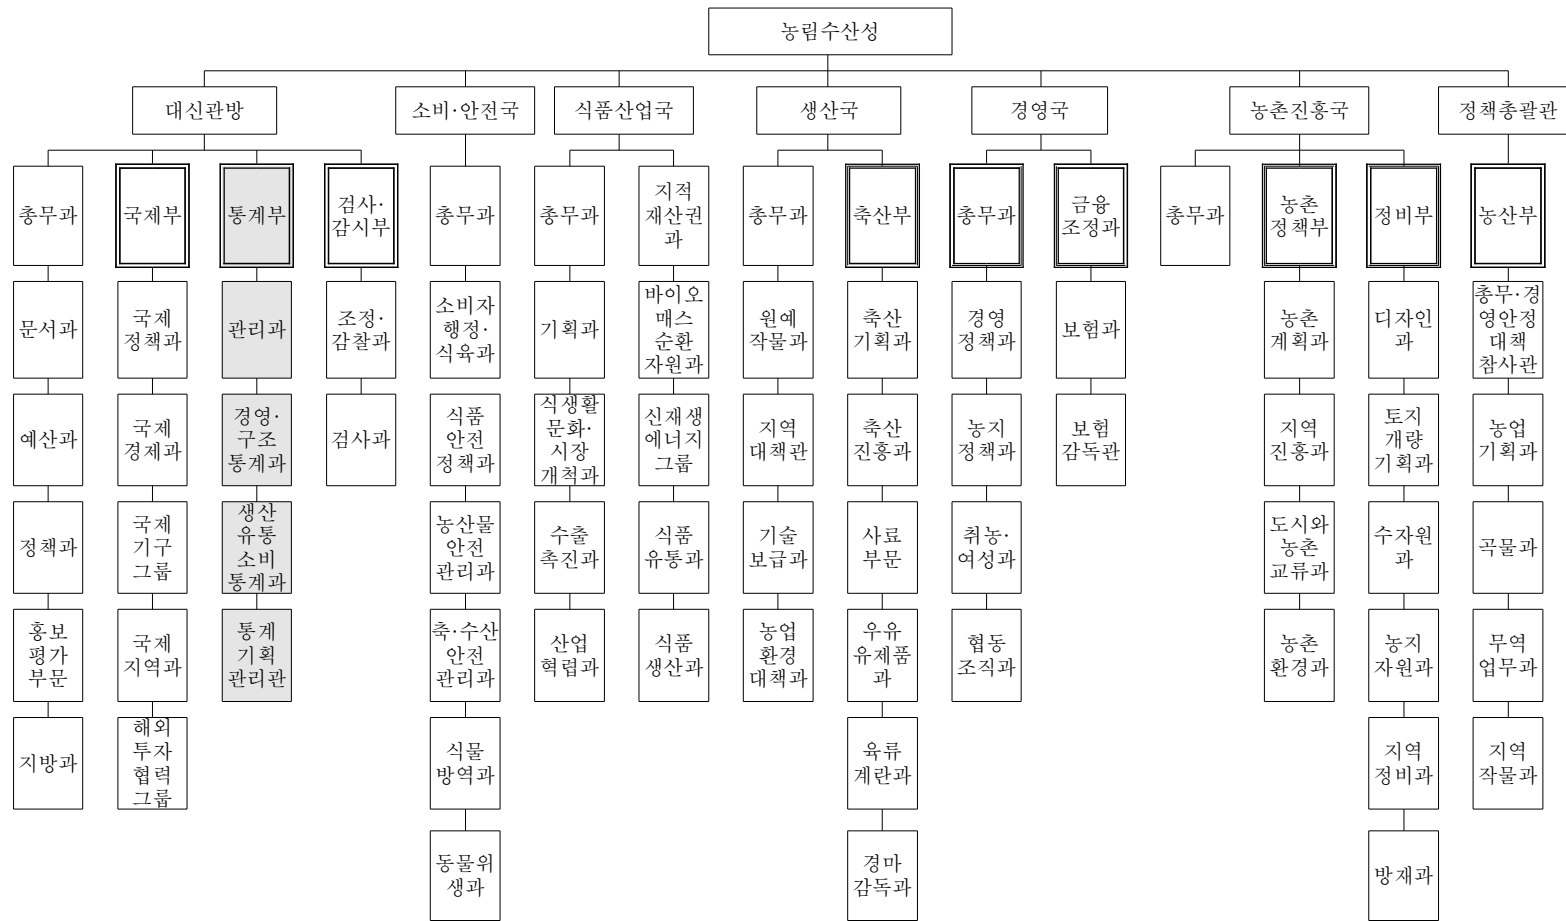 농림수산성
대신관방
소비·안전국
식품산업국
생산국
경영국
농촌진흥국
정책총괄관
총무과
국제부
통계부
검사·
감시부
총무과
총무과
지적
재산권
과
총무과
축산부
총무과
금융
조정과
총무과
농촌
정책부
정비부
농산부
문서과
국제
정책과
관리과
조정·
감찰과
소비자
행정·
식육과
기획과
바이오
매스
순환
자원과
원예
작물과
축산
기획과
경영
정책과
보험과
농촌
계획과
디자인
과
총무·경
영안정
대책
참사관
예산과
국제
경제과
경영·
구조
통계과
검사과
식품
안전
정책과
식생활
문화·
시장
개척과
신재생
에너지
그룹
지역
대책관
축산
진흥과
농지
정책과
보험
감독관
지역
진흥과
토지
개량
기획과
농업
기획과
정책과
국제
기구
그룹
생산
유통
소비
통계과
농산물
안전
관리과
수출
촉진과
식품
유통과
기술
보급과
사료
부문
취농·
여성과
도시와
농촌
교류과
수자원
과
곡물과
홍보
평가
부문
국제
지역과
통계
기획
관리관
축·수산
안전
관리과
산업
혁렵과
식품
생산과
농업
환경
대책과
우유
유제품
과
협동
조직과
농촌
환경과
농지
자원과
무역
업무과
지방과
해외
투자
협력
그룹
식물
방역과
육류
계란과
지역
정비과
지역
작물과
동물위
생과
경마
감독과
방재과